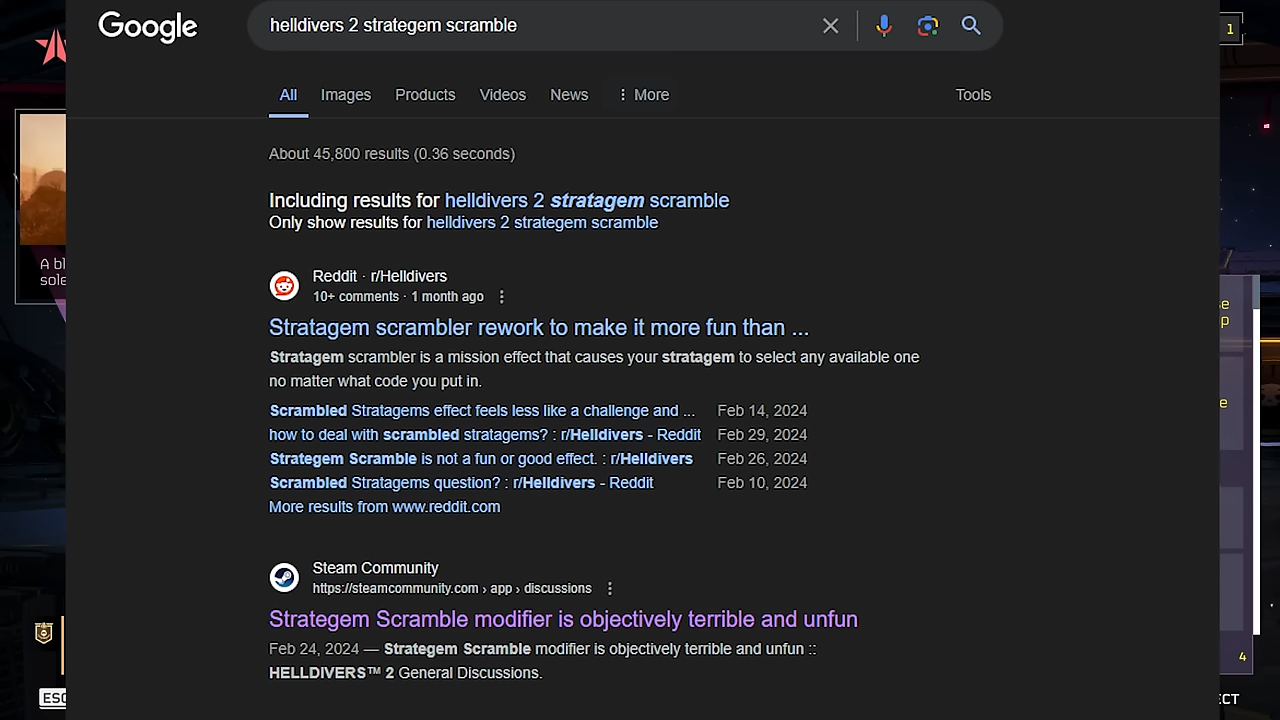 Google
helldivers 2 strategem scramble
1
All Images Products Videos News More Tools
About 45,800 results (0.36 seconds)
Including results for helldivers 2 stratagem scramble
Only show results for helldivers 2 strategem scramble
A bl
sole
Reddit · r/Helldivers
10+ comments · 1 month ago
Stratagem scrambler rework to make it more fun than ...
Stratagem scrambler is a mission effect that causes your stratagem to select any available one
no matter what code you put in.
Scrambled Stratagems effect feels less like a challenge and ... Feb 14, 2024
how to deal with scrambled stratagems? : r/Helldivers - Reddit Feb 29, 2024
Strategem Scramble is not a fun or good effect. : r/Helldivers Feb 26, 2024
Scrambled Stratagems question? : r/Helldivers - Reddit Feb 10, 2024
More results from www.reddit.com
e
p
e
Steam Community
https://steamcommunity.com › app › discussions
Strategem Scramble modifier is objectively terrible and unfun
Feb 24, 2024 — Strategem Scramble modifier is objectively terrible and unfun ::
HELLDIVERS™ 2 General Discussions.
4
ESC
CT